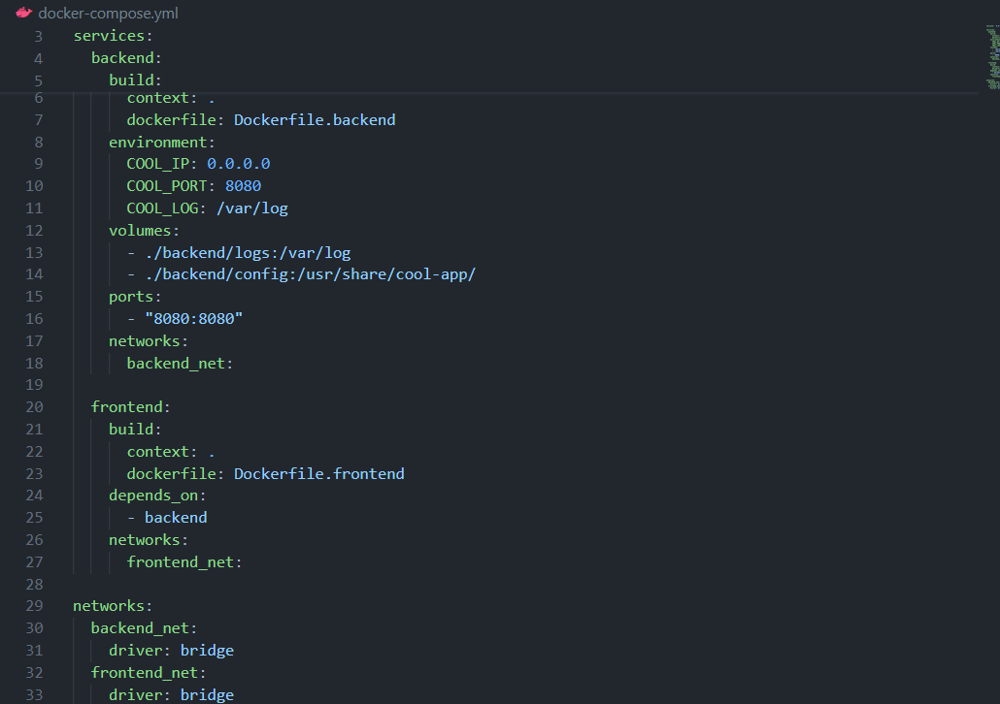 docker-compose.yml
3 services:
4 backend:
5 build:
6 context: .
7 dockerfile: Dockerfile.backend
8 environment:
9 COOL_IP: 0.0.0.0
10 COOL_PORT: 8080
11 COOL_LOG: /var/log
12 volumes:
13 - ./backend/logs:/var/log
14 - ./backend/config:/usr/share/cool-app/
15 ports:
16 - "8080:8080"
17 networks:
18 backend_net:
19
20 frontend:
21 build:
22 context: .
23 dockerfile: Dockerfile.frontend
24 depends_on:
25 - backend
26 networks:
27 frontend_net:
28
29 networks:
30 backend_net:
31 driver: bridge
32 frontend_net:
33 driver: bridge